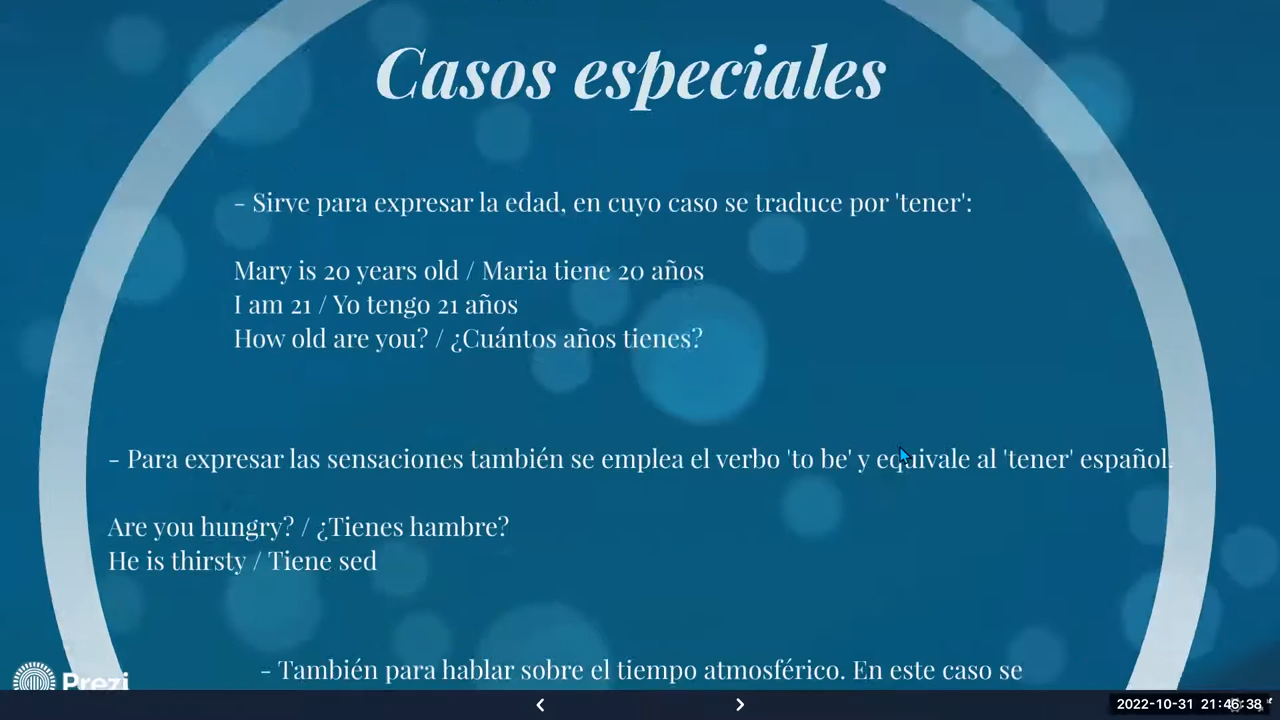 Casos especiales
- Sirve para expresar la edad, en cuyo caso se traduce por 'tener':
Mary is 20 years old / Maria tiene 20 años
I am 21 / Yo tengo 21 años
How old are you? / ¿Cuántos años tienes?
- Para expresar las sensaciones también se emplea el verbo 'to be' y equivale al 'tener' español.
Are you hungry? / ¿Tienes hambre?
He is thirsty / Tiene sed
- También para hablar sobre el tiempo atmosférico. En este caso se
Prezi
2022-10-31 21:46:38